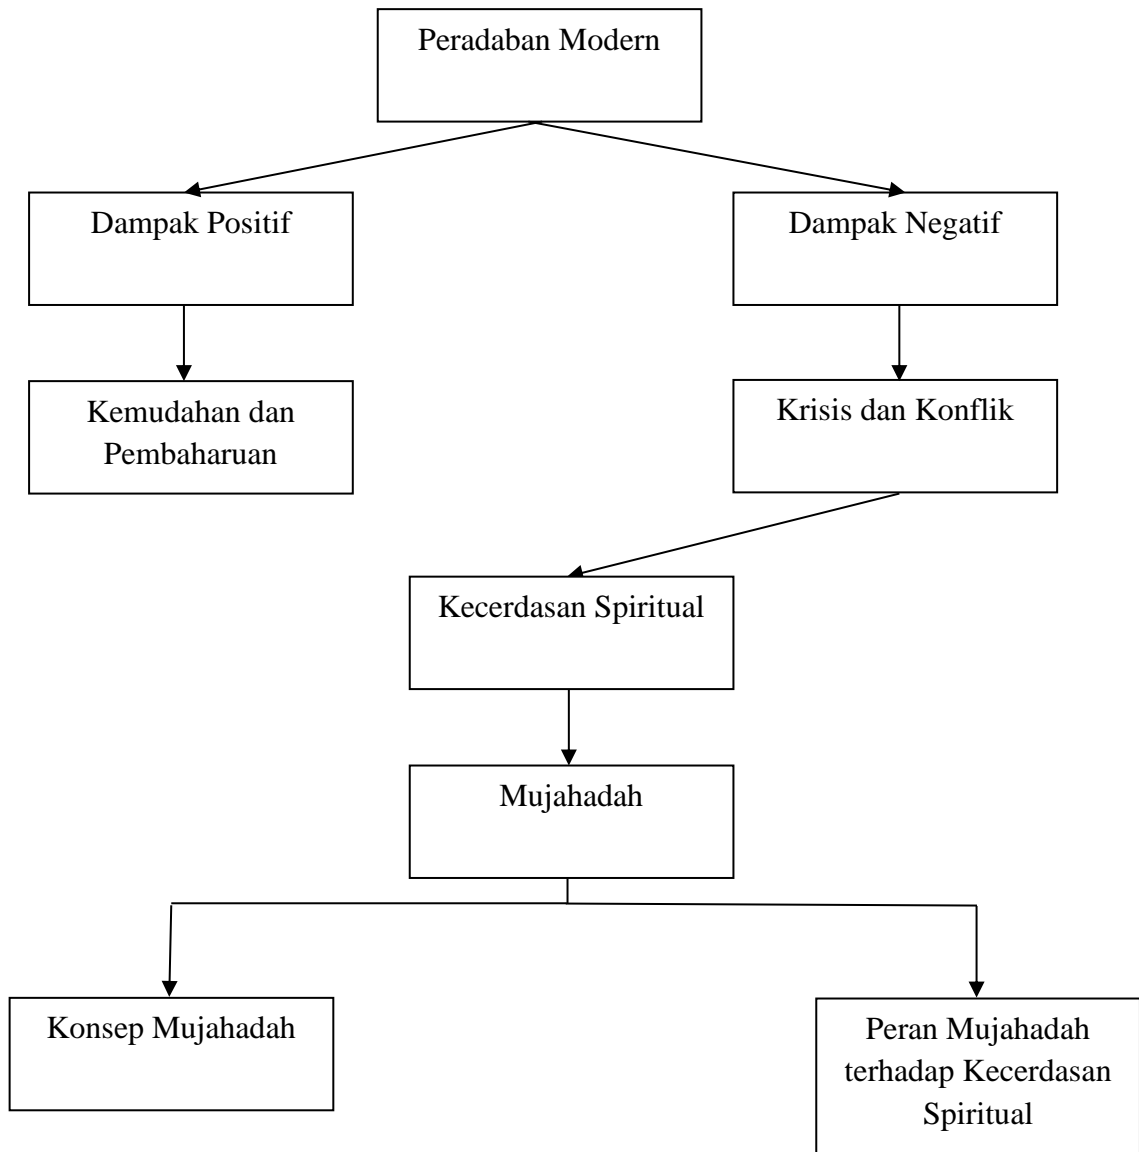 Peradaban Modern
Dampak Positif
Dampak Negatif
Kemudahan dan
Pembaharuan
Krisis dan Konflik
Kecerdasan Spiritual
Mujahadah
Konsep Mujahadah
Peran Mujahadah
terhadap Kecerdasan
Spiritual